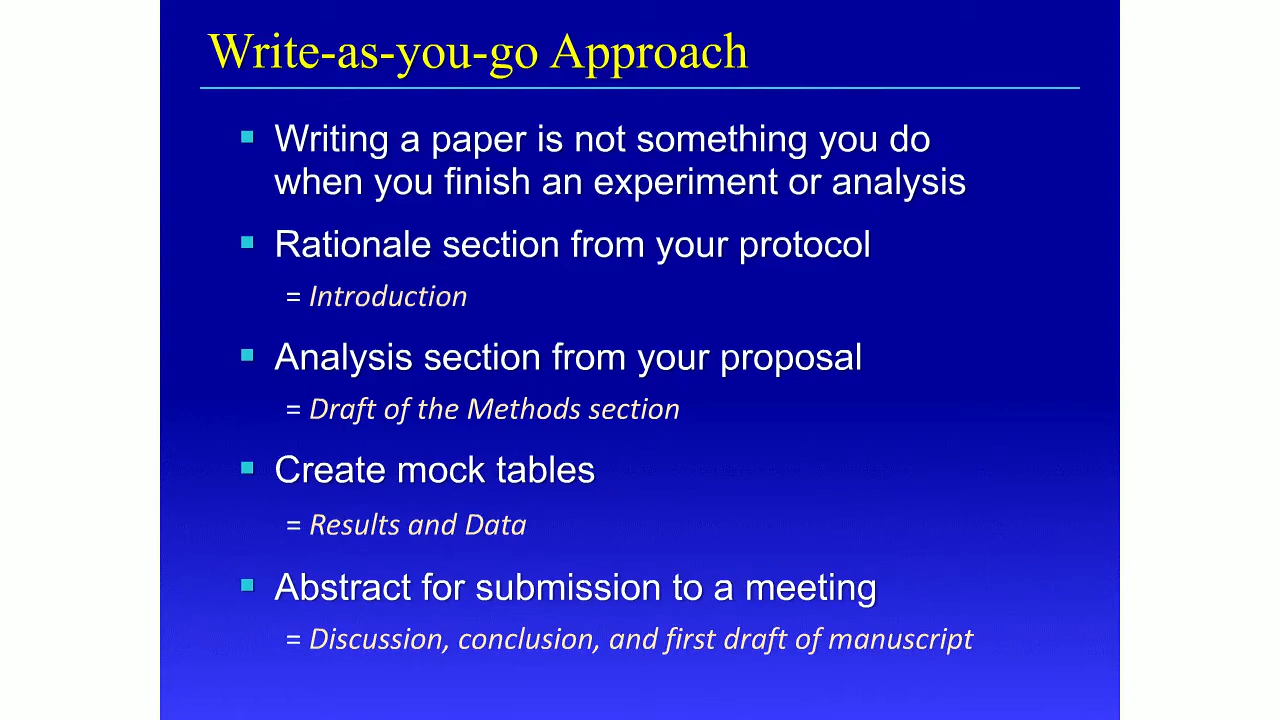 Write-as-you-go Approach
▪ Writing a paper is not something you do
when you finish an experiment or analysis
▪ Rationale section from your protocol
= Introduction
▪ Analysis section from your proposal
= Draft of the Methods section
▪ Create mock tables
= Results and Data
▪ Abstract for submission to a meeting
= Discussion, conclusion, and first draft of manuscript